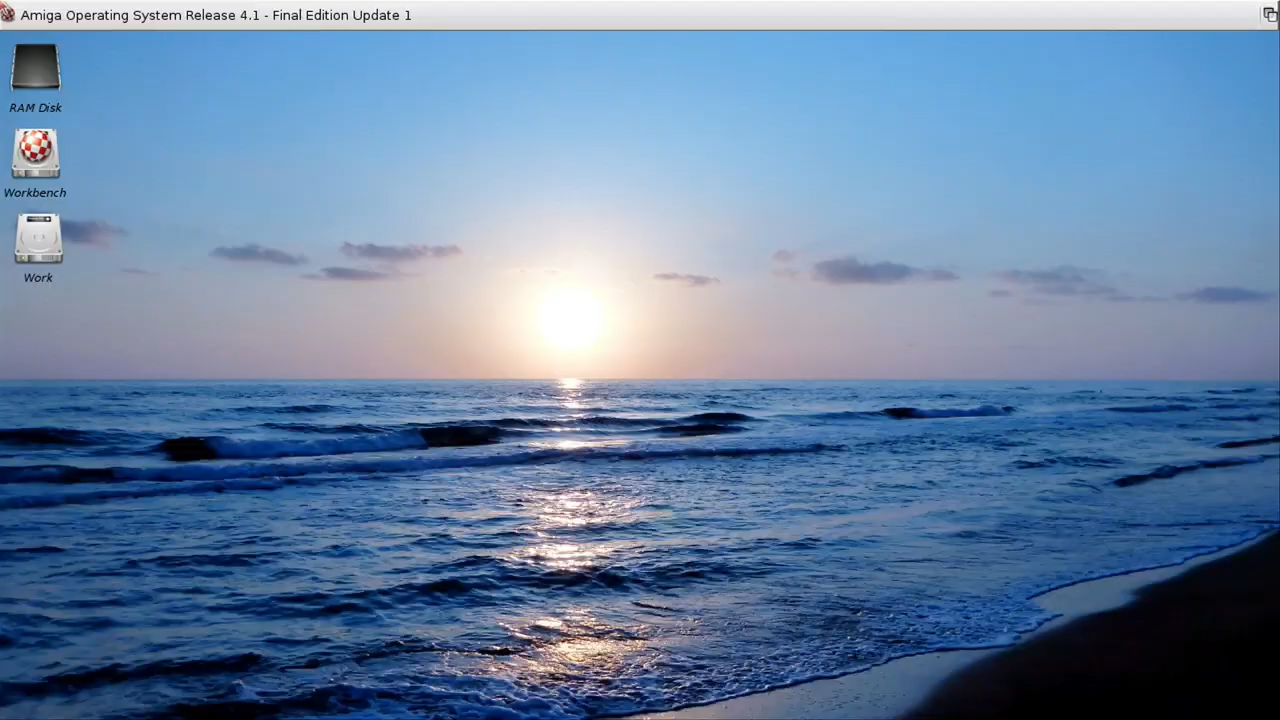 Amiga Operating System Release 4.1 - Final Edition Update 1
RAM Disk
Workbench
Work